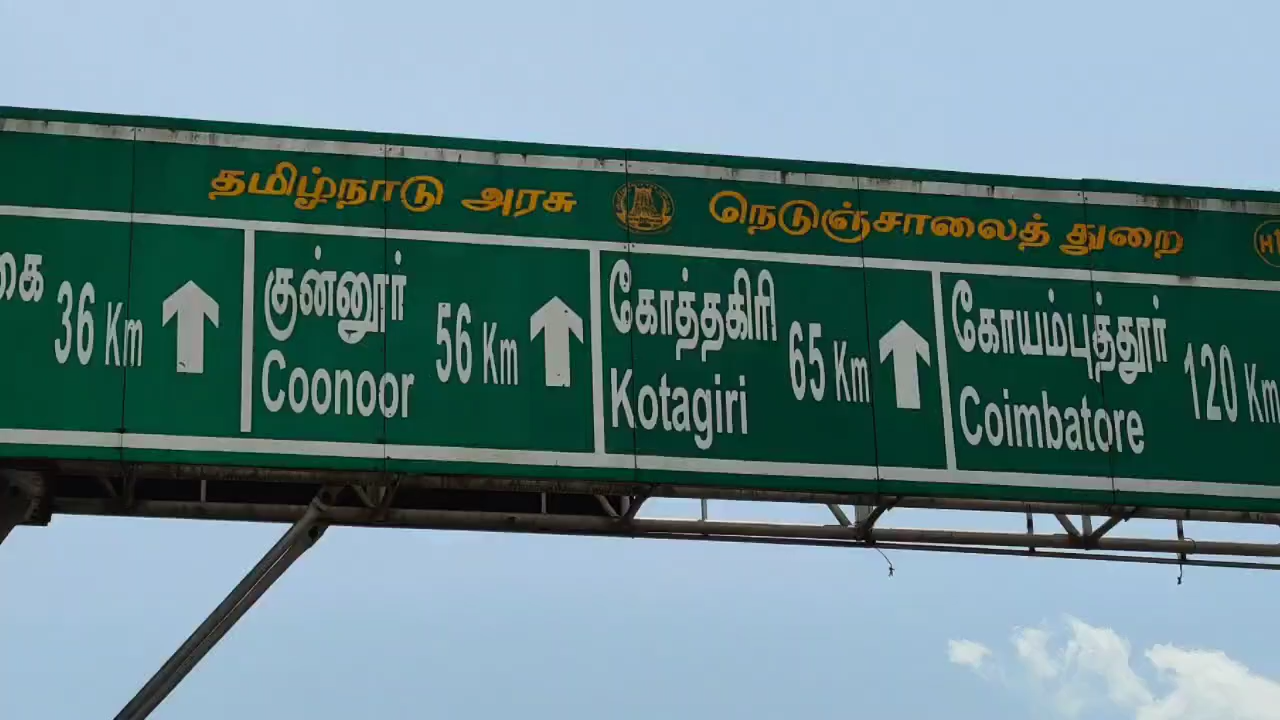 தமிழ்நாடு அரசு நெடுஞ்சாலைத் துறை
36 Km
குன்னூர்
Coonoor
56 Km
கோத்தகிரி
Kotagiri
65 Km
கோயம்புத்தூர்
Coimbatore
120 Km